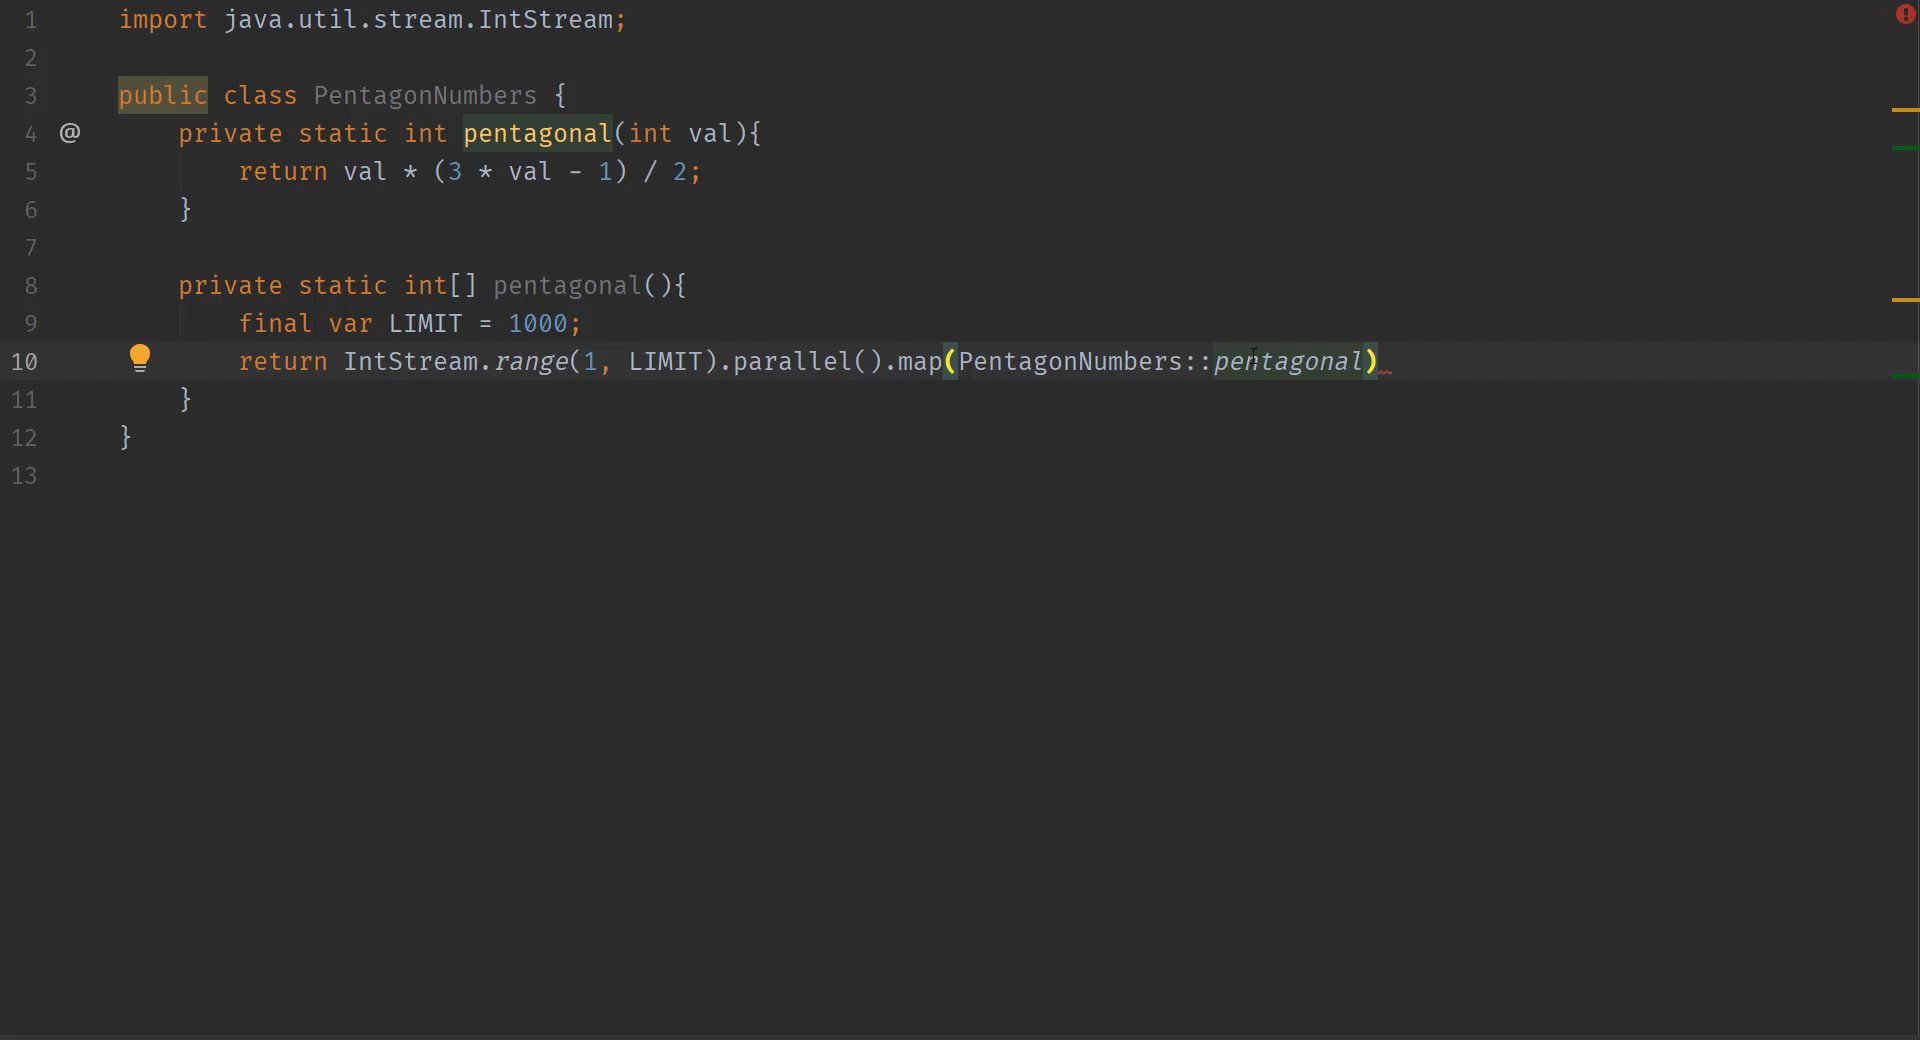 1 import java.util.stream.IntStream;
2
3 public class PentagonNumbers {
4 @ private static int pentagonal(int val){
5 return val * (3 * val - 1) / 2;
6 }
7
8 private static int[] pentagonal(){
9 final var LIMIT = 1000;
10 return IntStream.range(1, LIMIT).parallel().map(PentagonNumbers::pentagonal)
11 }
12 }
13